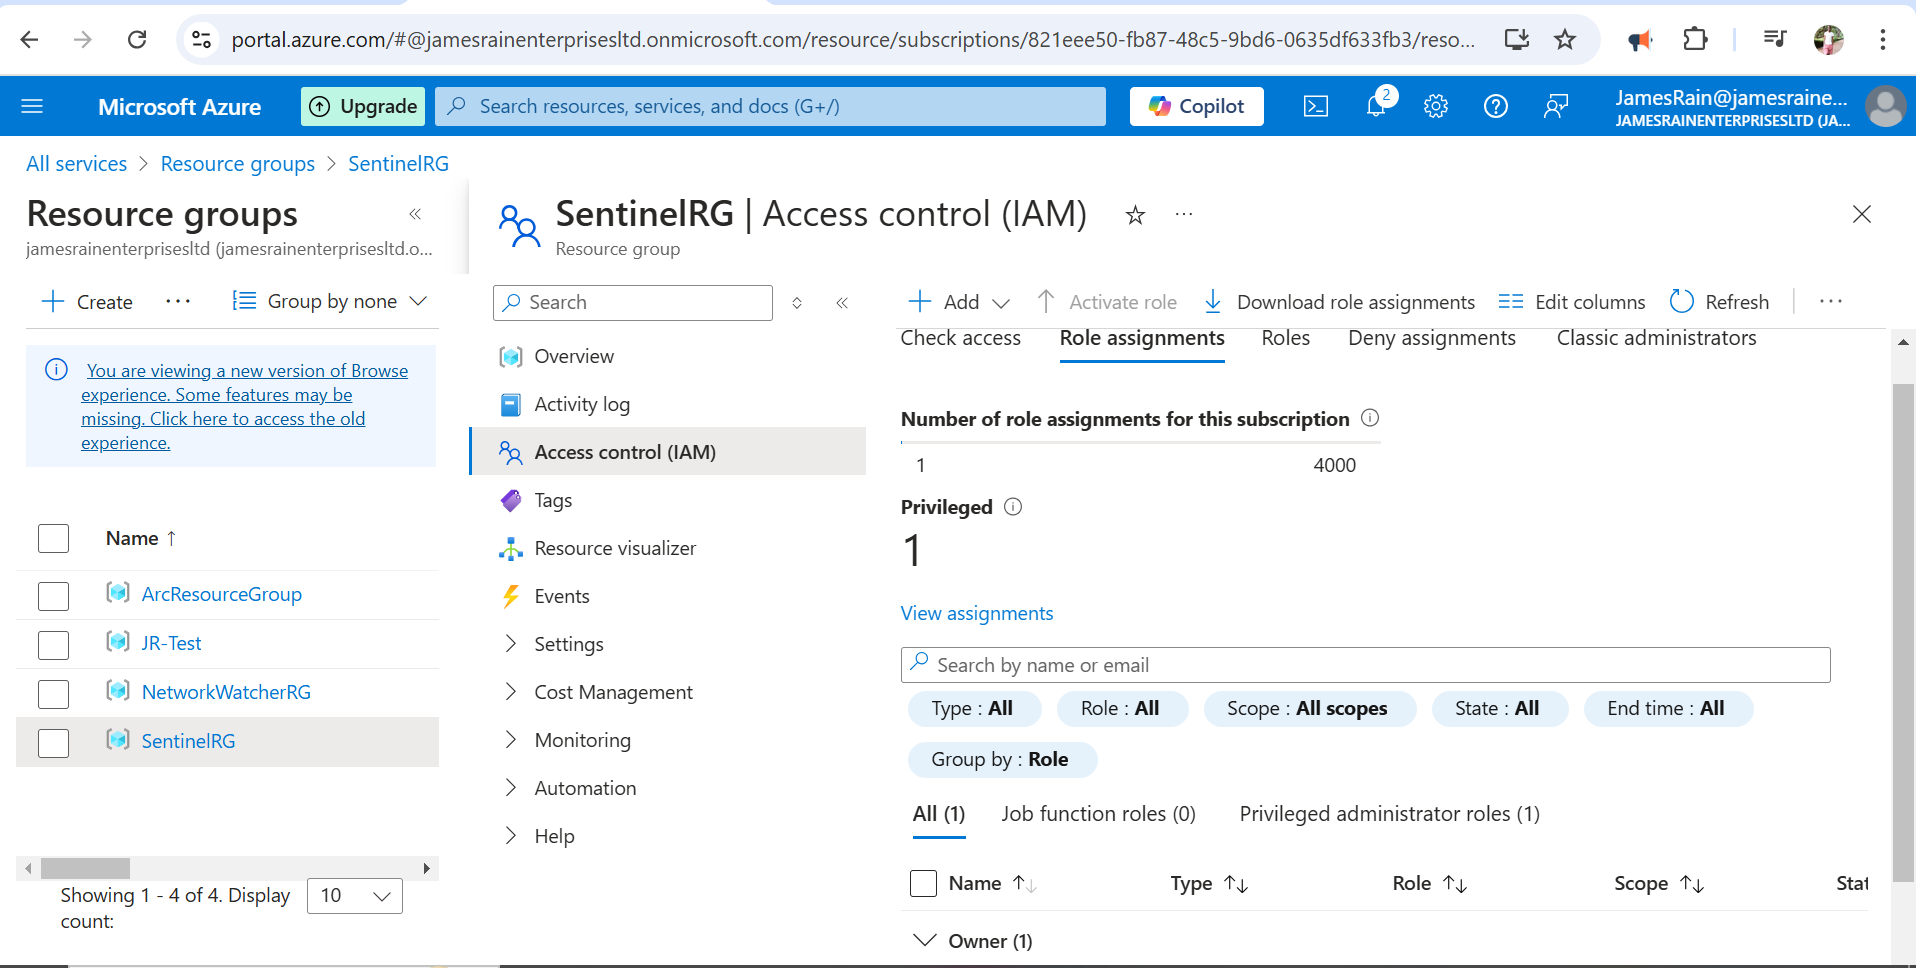 portal.azure.com/#@jamesrainenterprisesltd.onmicrosoft.com/resource/subscriptions/821eee50-fb87-48c5-9bd6-0635df633fb3/reso...
Microsoft Azure
Upgrade
Search resources, services, and docs (G+/)
Copilot
2
JamesRain@jamesraine...
JAMESRAINENTERPRISESLTD (JA...
All services > Resource groups > SentinelRG
Resource groups
jamesrainenterprisesltd (jamesrainenterprisesltd.o...
Create
Group by none
You are viewing a new version of Browse
experience. Some features may be
missing. Click here to access the old
experience.
Name
ArcResourceGroup
JR-Test
NetworkWatcherRG
SentinelRG
Showing 1 - 4 of 4. Display
count:
10
SentinelRG | Access control (IAM)
Resource group
Search
Overview
Activity log
Access control (IAM)
Tags
Resource visualizer
Events
Settings
Cost Management
Monitoring
Automation
Help
Add
Activate role
Download role assignments
Edit columns
Refresh
Check access
Role assignments
Roles
Deny assignments
Classic administrators
Number of role assignments for this subscription
1
4000
Privileged
1
View assignments
Search by name or email
Type : All
Role : All
Scope : All scopes
State : All
End time : All
Group by : Role
All (1)
Job function roles (0)
Privileged administrator roles (1)
Name
Type
Role
Scope
Stat
Owner (1)